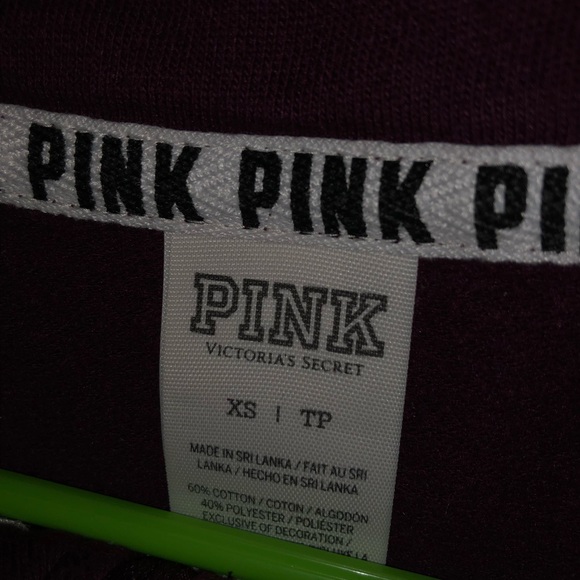 PINK PINK PI
PINK
VICTORIA'S SECRET
XS | TP
MADE IN SRI LANKA / FAIT AU SRI
LANKA / HECHO EN SRI LANKA
60% COTTON / COTON / ALGODÓN
40% POLYESTER / POLIÉSTER
EXCLUSIVE OF DECORATION /